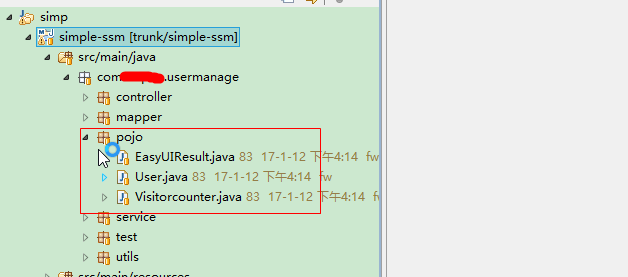 simp
simple-ssm [trunk/simple-ssm]
src/main/java
com .usermanage
controller
mapper
pojo
EasyUIResult.java 83 17-1-12 下午4:14 fw
User.java 83 17-1-12 下午4:14 fw
Visitorcounter.java 83 17-1-12 下午4:14 fw
service
test
utils
src/main/resources